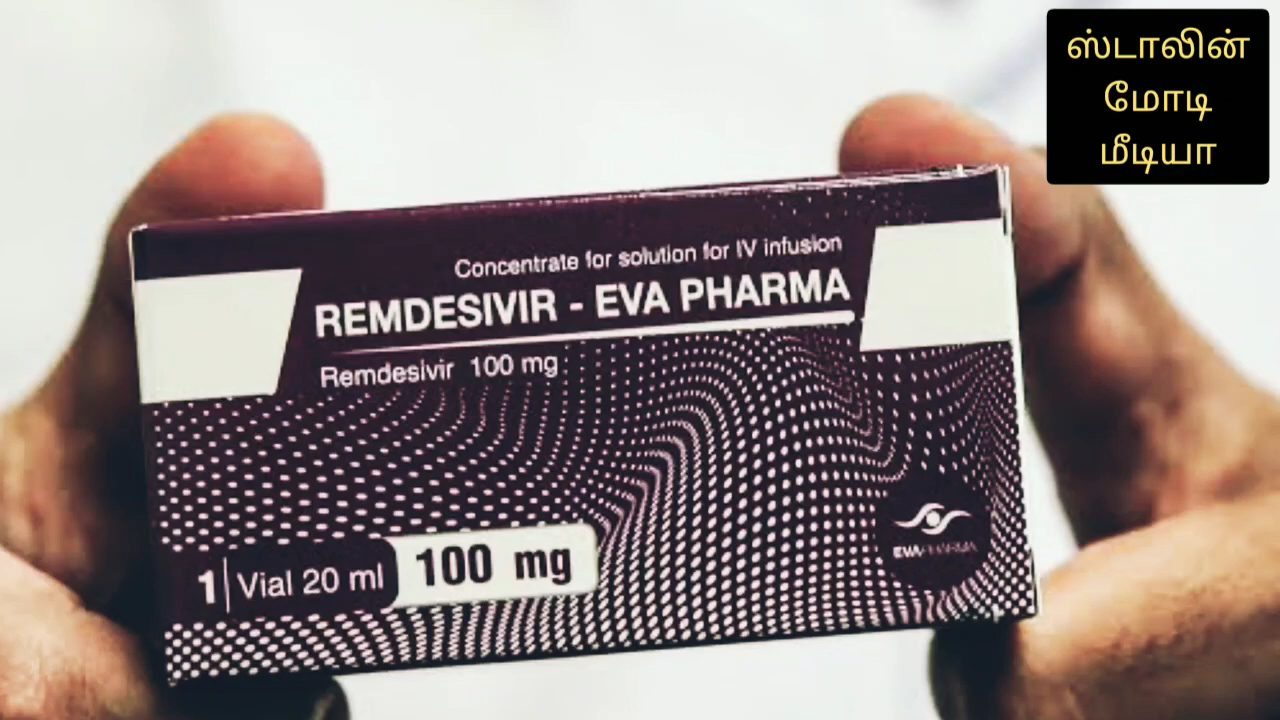 ஸ்டாலின்
மோடி
மீடியா
Concentrate for solution for IV infusion
REMDESIVIR - EVA PHARMA
Remdesivir 100 mg
EVAPHARMA
1 Vial 20 ml 100 mg